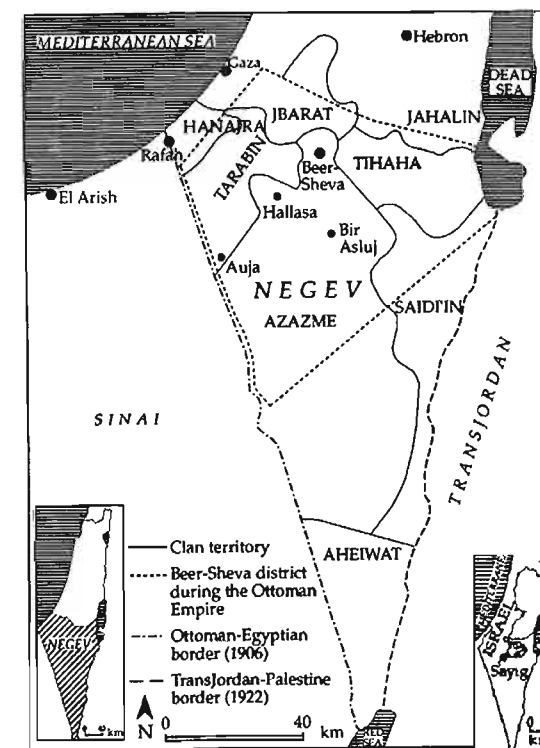 MEDITERRANEAN SEA
Hebron
Gaza
DEAD
SEA
JBARAT
JAHALIN
HANAJRA
Rafah
TARABIN
Beer-
Sheva
TIHAHA
El Arish
Hallasa
Bir
Asluj
Auja
NEGEV
AZAZME
SAIDI'IN
SINAI
TRANSJORDAN
AHEIWAT
Clan territory
Beer-Sheva district
during the Ottoman
Empire
Ottoman-Egyptian
border (1906)
TransJordan-Palestine
border (1922)
N
0 40
km
RED
SEA
NEGEV
km
ISRAEL
Sayig